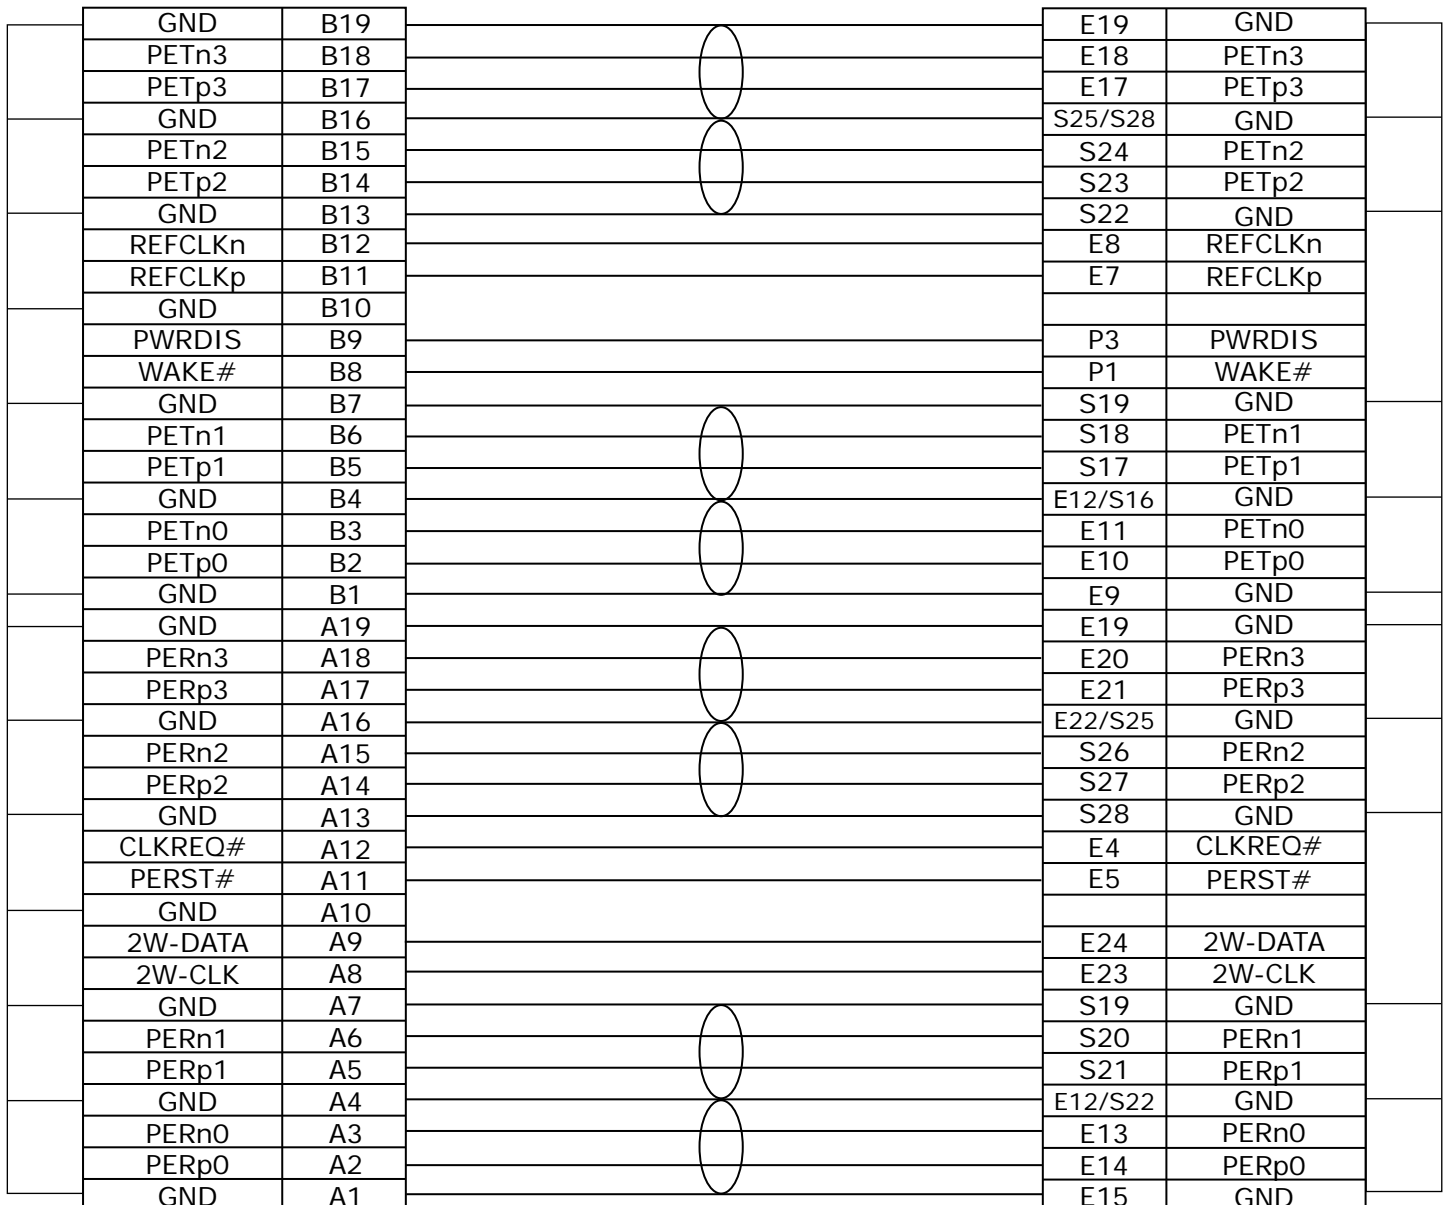 GND B19 E19 GND
PETn3 B18 E18 PETn3
PETp3 B17 E17 PETp3
GND B16 S25/S28 GND
PETn2 B15 S24 PETn2
PETp2 B14 S23 PETp2
GND B13 S22 GND
REFCLKn B12 E8 REFCLKn
REFCLKp B11 E7 REFCLKp
GND B10
PWRDIS B9 P3 PWRDIS
WAKE# B8 P1 WAKE#
GND B7 S19 GND
PETn1 B6 S18 PETn1
PETp1 B5 S17 PETp1
GND B4 E12/S16 GND
PETn0 B3 E11 PETn0
PETp0 B2 E10 PETp0
GND B1 E9 GND
GND A19 E19 GND
PERn3 A18 E20 PERn3
PERp3 A17 E21 PERp3
GND A16 E22/S25 GND
PERn2 A15 S26 PERn2
PERp2 A14 S27 PERp2
GND A13 S28 GND
CLKREQ# A12 E4 CLKREQ#
PERST# A11 E5 PERST#
GND A10
2W-DATA A9 E24 2W-DATA
2W-CLK A8 E23 2W-CLK
GND A7 S19 GND
PERn1 A6 S20 PERn1
PERp1 A5 S21 PERp1
GND A4 E12/S22 GND
PERn0 A3 E13 PERn0
PERp0 A2 E14 PERp0
GND A1 E15 GND